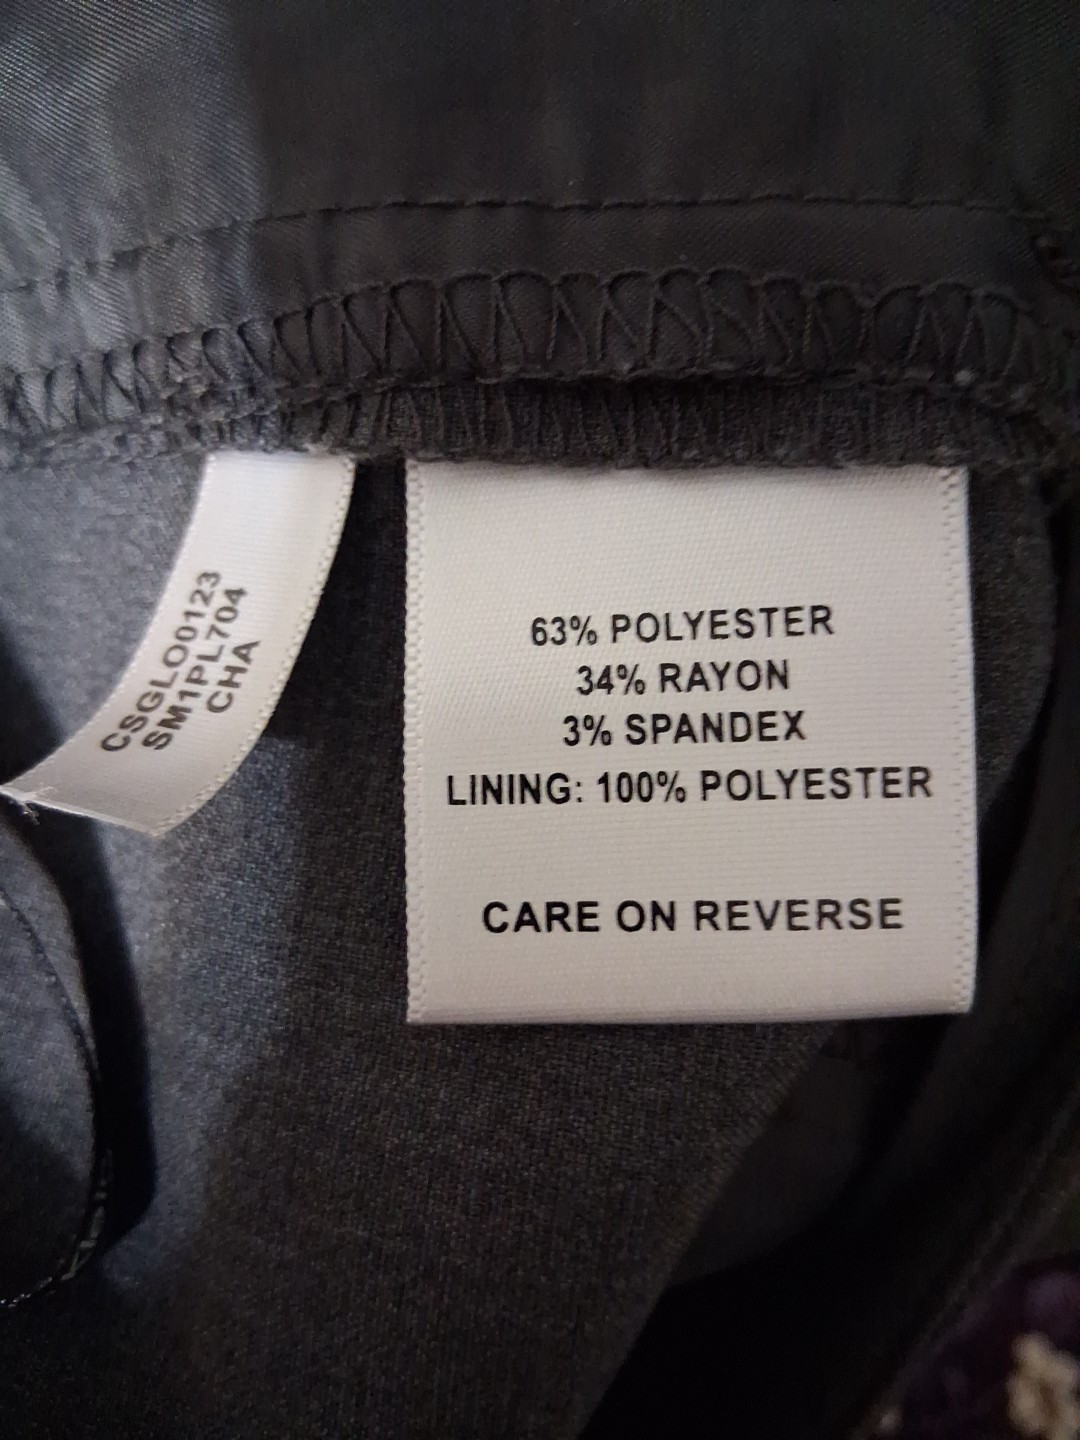 CSGLO0123
SM1PL704
CHA
63% POLYESTER
34% RAYON
3% SPANDEX
LINING: 100% POLYESTER
CARE ON REVERSE